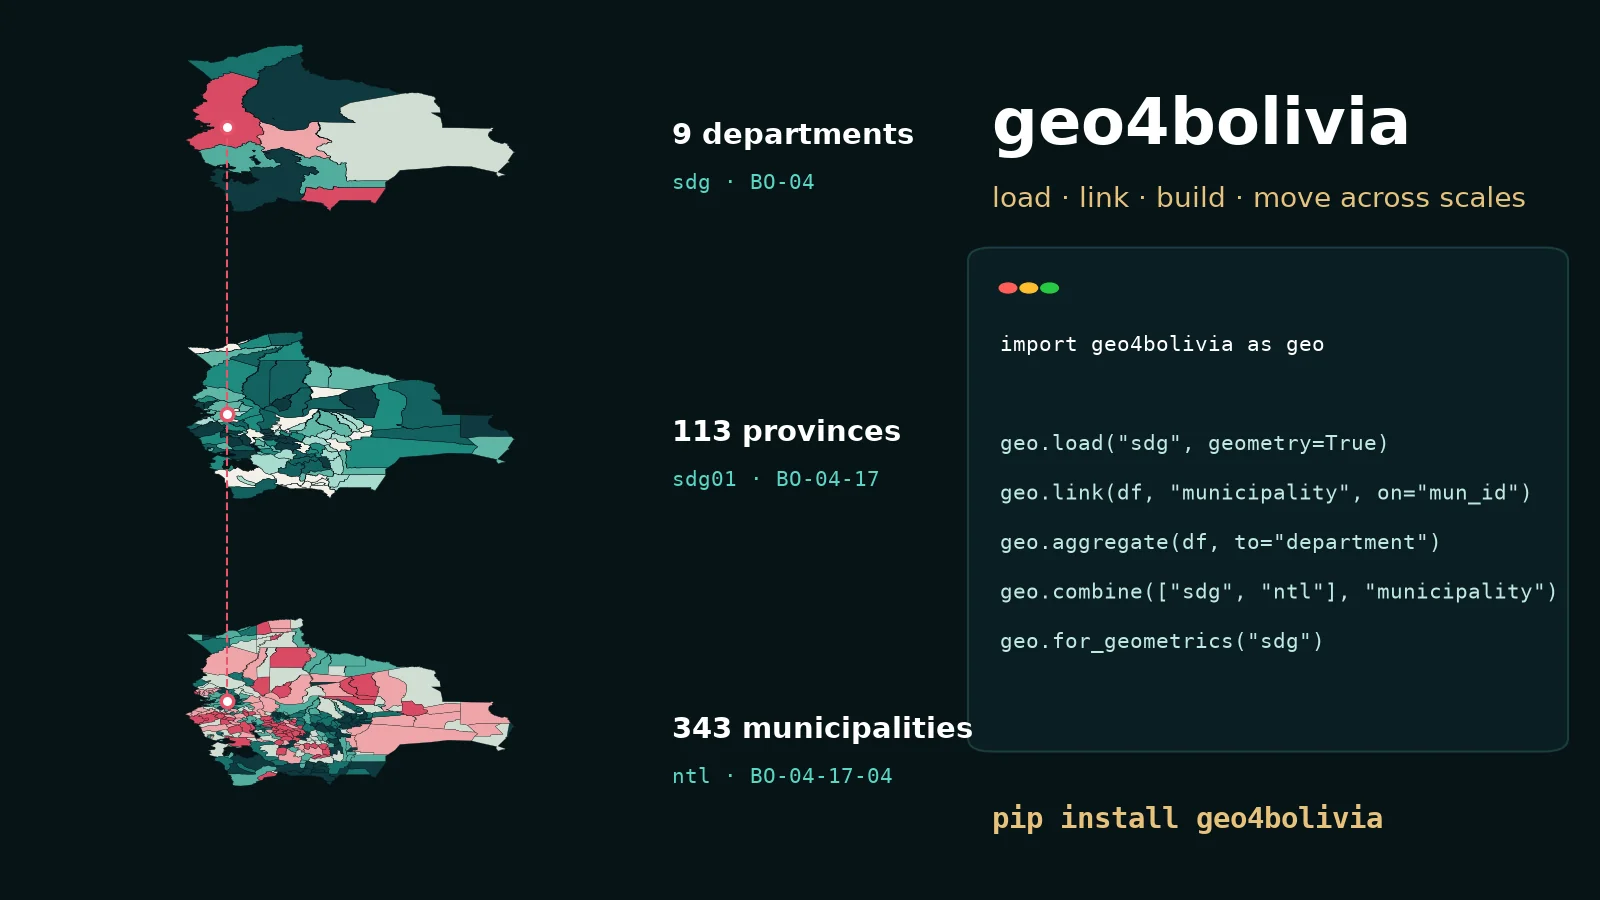 9 departments
sdg · BO-04
113 provinces
sdg01 · BO-04-17
343 municipalities
ntl · BO-04-17-04
geo4bolivia
load · link · build · move across scales
import geo4bolivia as geo
geo.load("sdg", geometry=True)
geo.link(df, "municipality", on="mun_id")
geo.aggregate(df, to="department")
geo.combine(["sdg", "ntl"], "municipality")
geo.for_geometrics("sdg")
pip install geo4bolivia